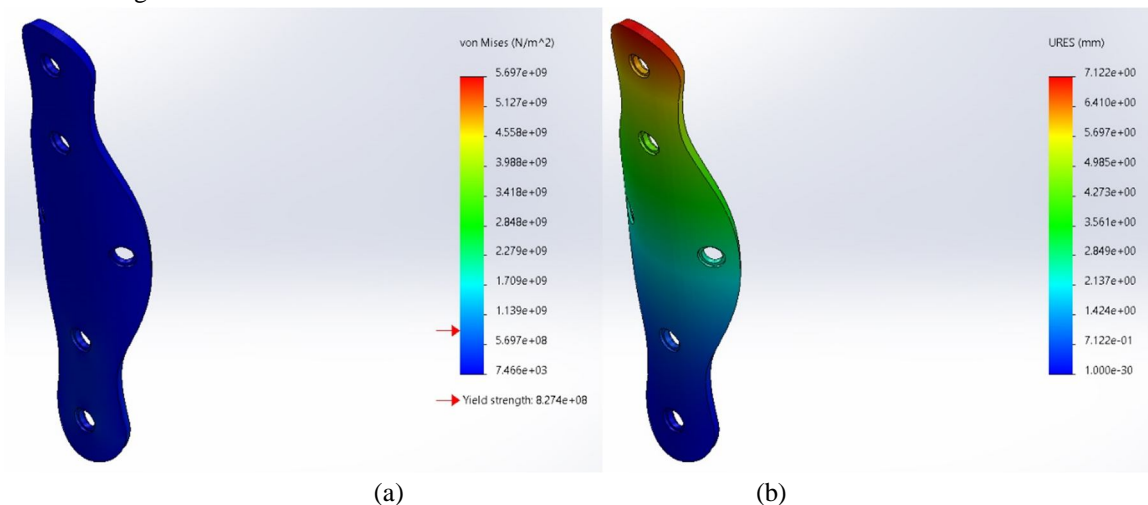 von Mises (N/m^2)
5.697e+09
5.127e+09
4.558e+09
3.988e+09
3.418e+09
2.848e+09
2.279e+09
1.709e+09
1.139e+09
5.697e+08
7.466e+03
Yield strength: 8.274e+08
URES (mm)
7.122e+00
6.410e+00
5.697e+00
4.985e+00
4.273e+00
3.561e+00
2.849e+00
2.137e+00
1.424e+00
7.122e-01
1.000e-30
(a)
(b)